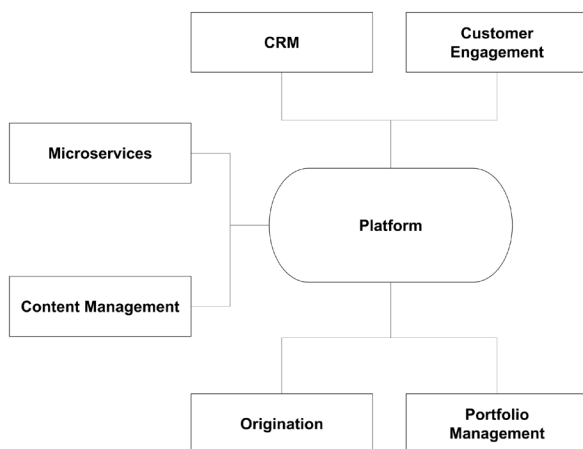 CRM
Customer
Engagement
Microservices
Platform
Content Management
Origination
Portfolio
Management